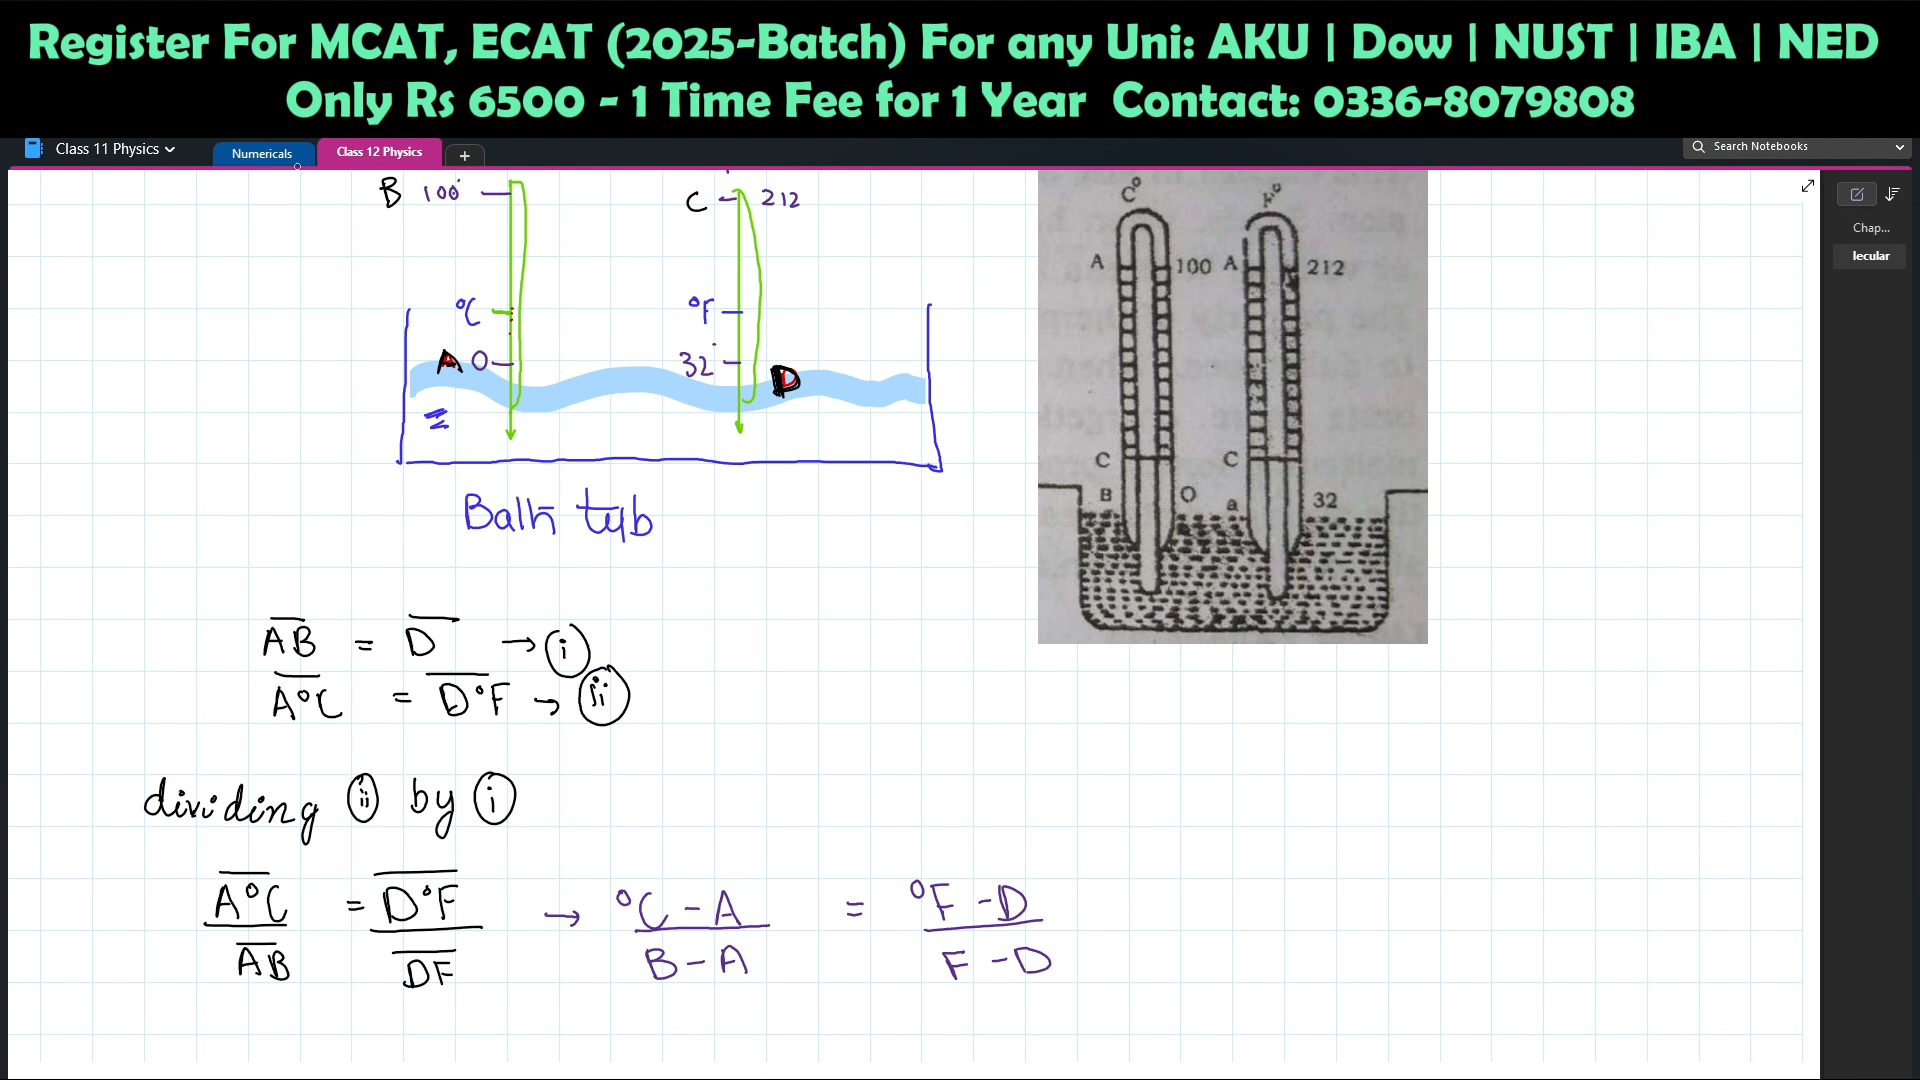 Register For MCAT, ECAT (2025-Batch) For any Uni: AKU | Dow | NUST | IBA | NED
Only Rs 6500 - 1 Time Fee for 1 Year Contact: 0336-8079808
Class 11 Physics
Numericals
Class 12 Physics
+
Search Notebooks
Chap...
lecular
B 100°
C 212
°C
°F
A 0
32°
D
Bath tub
C° F°
A 100 A 212
C C
B 0 a 32
AB = D → i
A°C = D°F → ii
dividing ii by i
A°C = D°F → °C - A = °F - D
AB DF B - A F - D